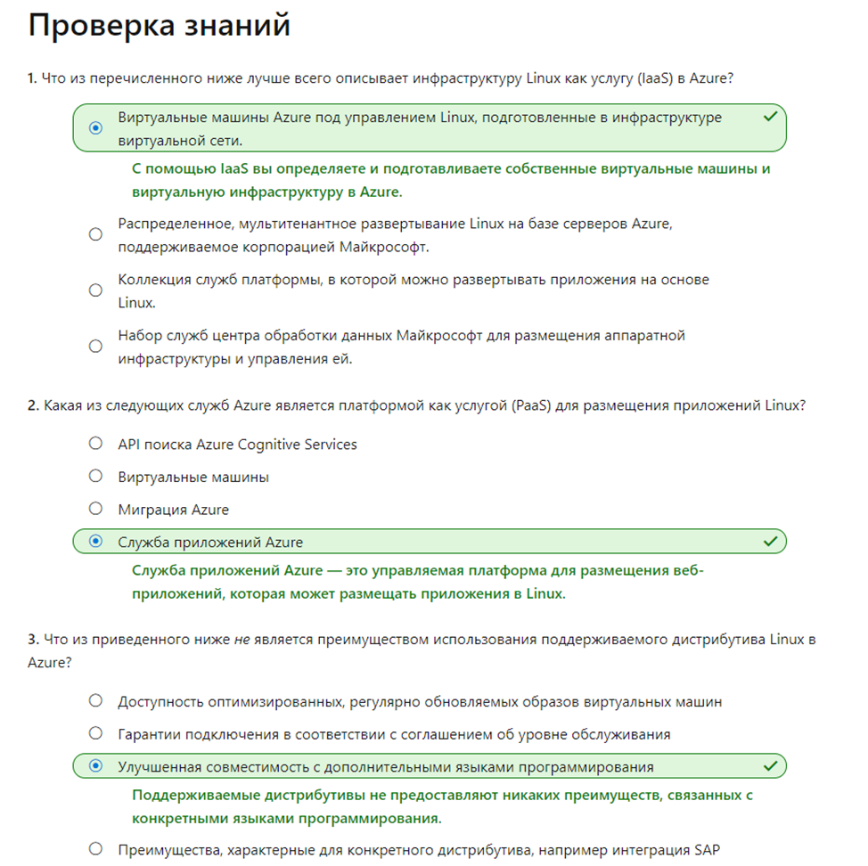 Проверка знаний
1. Что из перечисленного ниже лучше всего описывает инфраструктуру Linux как услугу (IaaS) в Azure?
Виртуальные машины Azure под управлением Linux, подготовленные в инфраструктуре
виртуальной сети.
С помощью IaaS вы определяете и подготавливаете собственные виртуальные машины и
виртуальную инфраструктуру в Azure.
Распределенное, мультитенантное развертывание Linux на базе серверов Azure,
поддерживаемое корпорацией Майкрософт.
Коллекция служб платформы, в которой можно развертывать приложения на основе
Linux.
Набор служб центра обработки данных Майкрософт для размещения аппаратной
инфраструктуры и управления ей.
2. Какая из следующих служб Azure является платформой как услугой (PaaS) для размещения приложений Linux?
API поиска Azure Cognitive Services
Виртуальные машины
Миграция Azure
Служба приложений Azure
Служба приложений Azure — это управляемая платформа для размещения веб-
приложений, которая может размещать приложения в Linux.
3. Что из приведенного ниже не является преимуществом использования поддерживаемого дистрибутива Linux в
Azure?
Доступность оптимизированных, регулярно обновляемых образов виртуальных машин
Гарантии подключения в соответствии с соглашением об уровне обслуживания
Улучшенная совместимость с дополнительными языками программирования
Поддерживаемые дистрибутивы не предоставляют никаких преимуществ, связанных с
конкретными языками программирования.
Преимущества, характерные для конкретного дистрибутива, например интеграция SAP